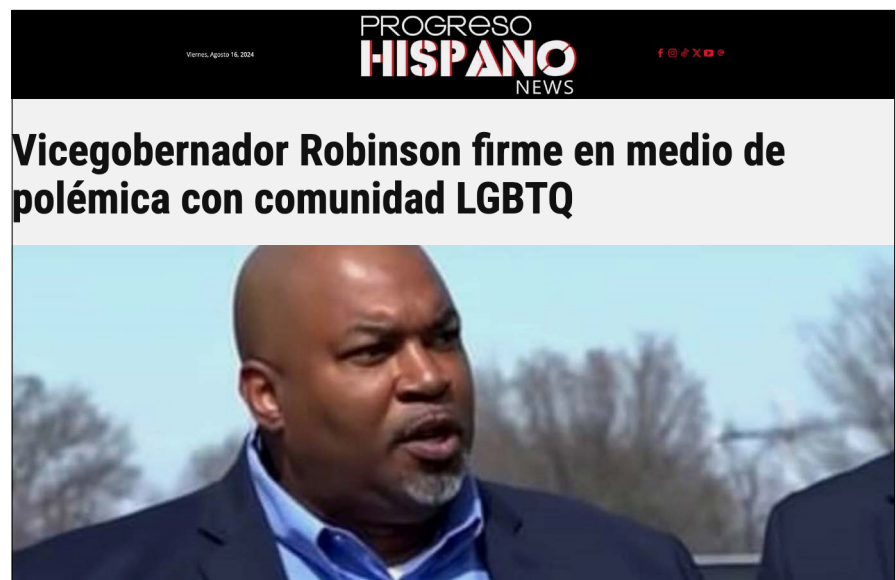 Viernes, Agosto 16, 2024
PROGRESO
HISPANO
NEWS
Vicegobernador Robinson firme en medio de
polémica con comunidad LGBTQ